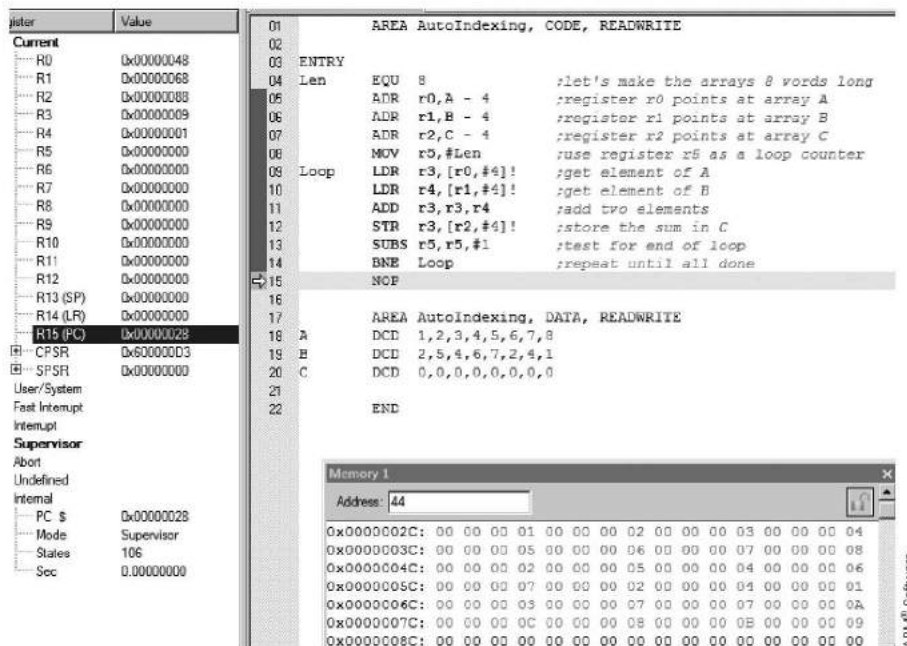 gister Value
Current
R0 0x00000048
R1 0x00000068
R2 0x00000088
R3 0x00000009
R4 0x00000001
R5 0x00000000
R6 0x00000000
R7 0x00000000
R8 0x00000000
R9 0x00000000
R10 0x00000000
R11 0x00000000
R12 0x00000000
R13 (SP) 0x00000000
R14 (LR) 0x00000000
R15 (PC) 0x00000028
CPSR 0x600000D3
SPSR 0x00000000
User/System
Fast Interrupt
Interrupt
Supervisor
Abort
Undefined
Internal
PC $ 0x00000028
Mode Supervisor
States 106
Sec 0.00000000
01 AREA AutoIndexing, CODE, READWRITE
02
03 ENTRY
04 Len EQU 8 ;let's make the arrays 8 words long
05 ADR r0,A - 4 ;register r0 points at array A
06 ADR r1,B - 4 ;register r1 points at array B
07 ADR r2,C - 4 ;register r2 points at array C
08 MOV r5,#Len ;use register r5 as a loop counter
09 Loop LDR r3,[r0,#4]! ;get element of A
10 LDR r4,[r1,#4]! ;get element of B
11 ADD r3,r3,r4 ;add two elements
12 STR r3,[r2,#4]! ;store the sum in C
13 SUBS r5,r5,#1 ;test for end of loop
14 BNE Loop ;repeat until all done
15 NOP
16
17 AREA AutoIndexing, DATA, READWRITE
18 A DCD 1,2,3,4,5,6,7,8
19 B DCD 2,5,4,6,7,2,4,1
20 C DCD 0,0,0,0,0,0,0,0
21
22 END
Memory 1
Address: 44
0x0000002C: 00 00 00 01 00 00 00 02 00 00 00 03 00 00 00 04
0x0000003C: 00 00 00 05 00 00 00 06 00 00 00 07 00 00 00 08
0x0000004C: 00 00 00 02 00 00 00 05 00 00 00 04 00 00 00 06
0x0000005C: 00 00 00 07 00 00 00 02 00 00 00 04 00 00 00 01
0x0000006C: 00 00 00 03 00 00 00 07 00 00 00 07 00 00 00 0A
0x0000007C: 00 00 00 0C 00 00 00 08 00 00 00 0B 00 00 00 09
0x0000008C: 00 00 00 00 00 00 00 00 00 00 00 00 00 00 00 00
ARM® Software